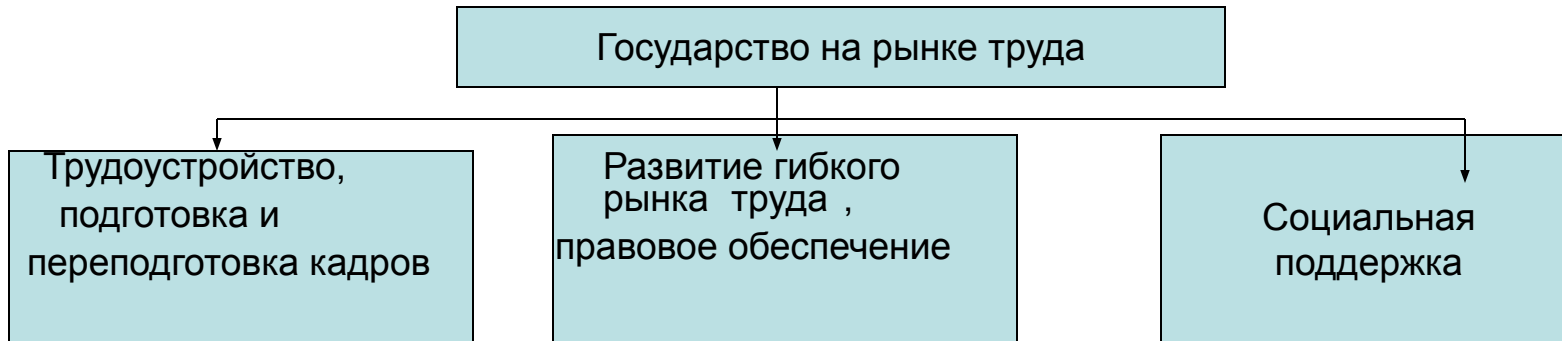 Государство на рынке труда
Трудоустройство,
подготовка и
переподготовка кадров
Развитие гибкого
рынка труда ,
правовое обеспечение
Социальная
поддержка